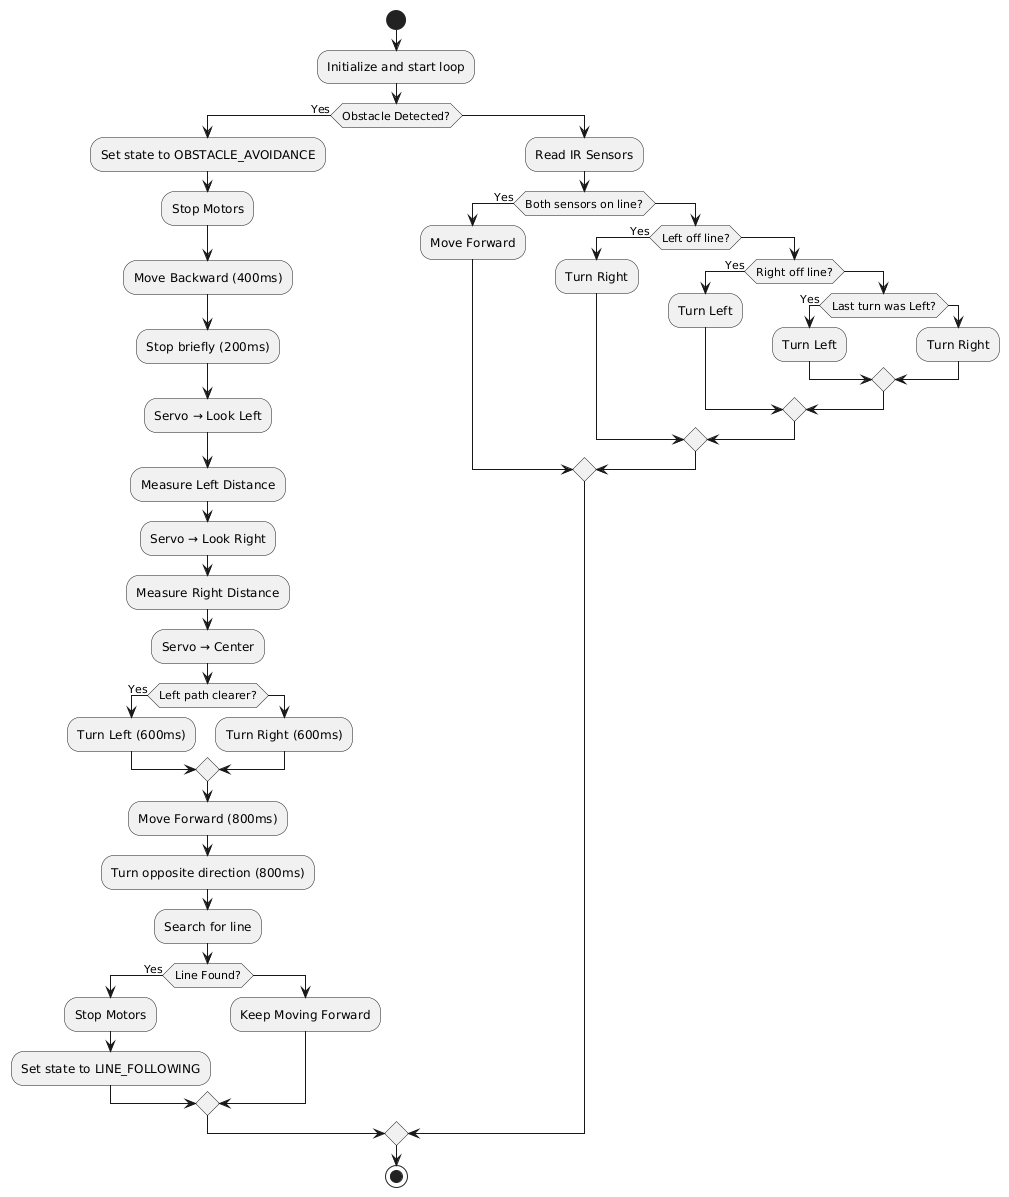 Initialize and start loop
Yes
Obstacle Detected?
Set state to OBSTACLE_AVOIDANCE
Stop Motors
Move Backward (400ms)
Stop briefly (200ms)
Servo → Look Left
Measure Left Distance
Servo → Look Right
Measure Right Distance
Servo → Center
Yes
Left path clearer?
Turn Left (600ms)
Turn Right (600ms)
Move Forward (800ms)
Turn opposite direction (800ms)
Search for line
Yes
Line Found?
Stop Motors
Set state to LINE_FOLLOWING
Keep Moving Forward
Read IR Sensors
Yes
Both sensors on line?
Move Forward
Yes
Left off line?
Turn Right
Yes
Right off line?
Turn Left
Yes
Last turn was Left?
Turn Left
Turn Right